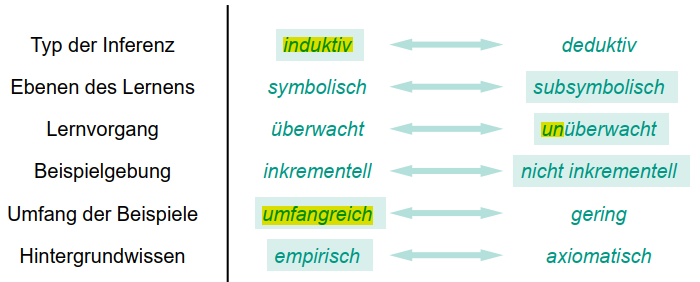 Typ der Inferenz induktiv deduktiv
Ebenen des Lernens symbolisch subsymbolisch
Lernvorgang überwacht unüberwacht
Beispielgebung inkrementell nicht inkrementell
Umfang der Beispiele umfangreich gering
Hintergrundwissen empirisch axiomatisch